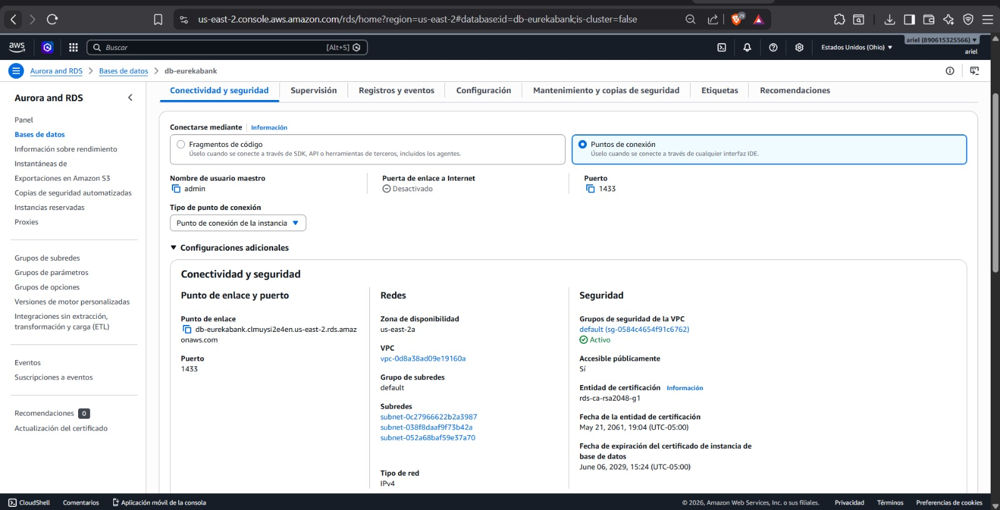 us-east-2.console.aws.amazon.com/rds/home?region=us-east-2#database:id=db-eurekabank;is-cluster=false
29
aws
Buscar
[Alt+S]
Estados Unidos (Ohio)
ariel (890615325566)
ariel
Aurora and RDS
Bases de datos
db-eurekabank
Aurora and RDS
Panel
Bases de datos
Información sobre rendimiento
Instantáneas de
Exportaciones en Amazon S3
Copias de seguridad automatizadas
Instancias reservadas
Proxies
Grupos de subredes
Grupos de parámetros
Grupos de opciones
Versiones de motor personalizadas
Integraciones sin extracción,
transformación y carga (ETL)
Eventos
Suscripciones a eventos
Recomendaciones 0
Actualización del certificado
Conectividad y seguridad
Supervisión
Registros y eventos
Configuración
Mantenimiento y copias de seguridad
Etiquetas
Recomendaciones
Conectarse mediante
Información
Fragmentos de código
Úselo cuando se conecte a través de SDK, API o herramientas de terceros, incluidos los agentes.
Puntos de conexión
Úselo cuando se conecte a través de cualquier interfaz IDE.
Nombre de usuario maestro
admin
Puerta de enlace a Internet
Desactivado
Puerto
1433
Tipo de punto de conexión
Punto de conexión de la instancia
Configuraciones adicionales
Conectividad y seguridad
Punto de enlace y puerto
Punto de enlace
db-eurekabank.clmuysi2e4en.us-east-2.rds.amaz
onaws.com
Puerto
1433
Redes
Zona de disponibilidad
us-east-2a
VPC
vpc-0d8a38ad09e19160a
Grupo de subredes
default
Subredes
subnet-0c27966622b2a3987
subnet-038f8daaf9f73b42a
subnet-052a68baf59e37a70
Tipo de red
IPv4
Seguridad
Grupos de seguridad de la VPC
default (sg-0584c4654f91c6762)
Activo
Accesible públicamente
Sí
Entidad de certificación
Información
rds-ca-rsa2048-g1
Fecha de la entidad de certificación
May 21, 2061, 19:04 (UTC-05:00)
Fecha de expiración del certificado de instancia de
base de datos
June 06, 2029, 15:24 (UTC-05:00)
CloudShell
Comentarios
Aplicación móvil de la consola
© 2026, Amazon Web Services, Inc. o sus filiales.
Privacidad
Términos
Preferencias de cookies